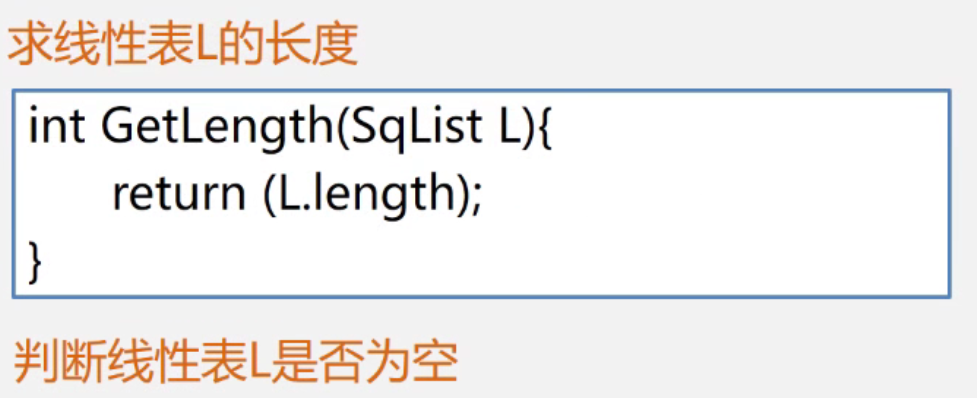 求线性表L的长度
int GetLength(SqList L){
return (L.length);
}
判断线性表L是否为空